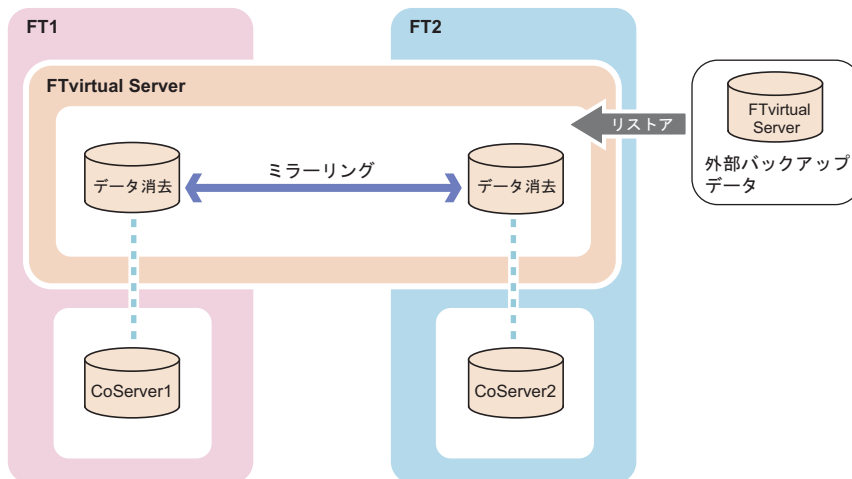 FT1
FT2
FTvirtual Server
データ消去
ミラーリング
データ消去
リストア
FTvirtual
Server
外部バックアップ
データ
CoServer1
CoServer2